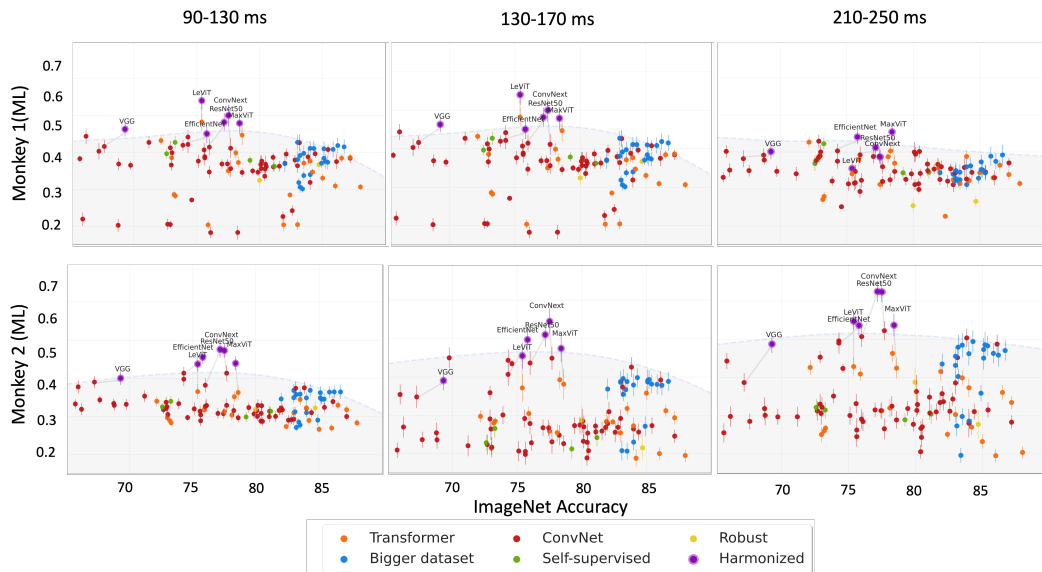 90-130 ms
130-170 ms
210-250 ms
Monkey 1(ML)
0.7
0.6
0.5
0.4
0.3
0.2
LeViT
ConvNext
ResNet50
VGG
MaxViT
EfficientNet
LeViT
ConvNext
ResNet50
VGG
MaxViT
EfficientNet
MaxViT
EfficientNet
ResNet50
VGG
ConvNext
LeViT
Monkey 2 (ML)
0.7
0.6
0.5
0.4
0.3
0.2
ConvNext
ResNet50
EfficientNet
MaxViT
LeViT
VGG
ConvNext
ResNet50
EfficientNet
MaxViT
LeViT
VGG
ConvNext
ResNet50
LeViT
MaxViT
EfficientNet
VGG
70 75 80 85
70 75 80 85
70 75 80 85
ImageNet Accuracy
Transformer ConvNet Robust
Bigger dataset Self-supervised Harmonized